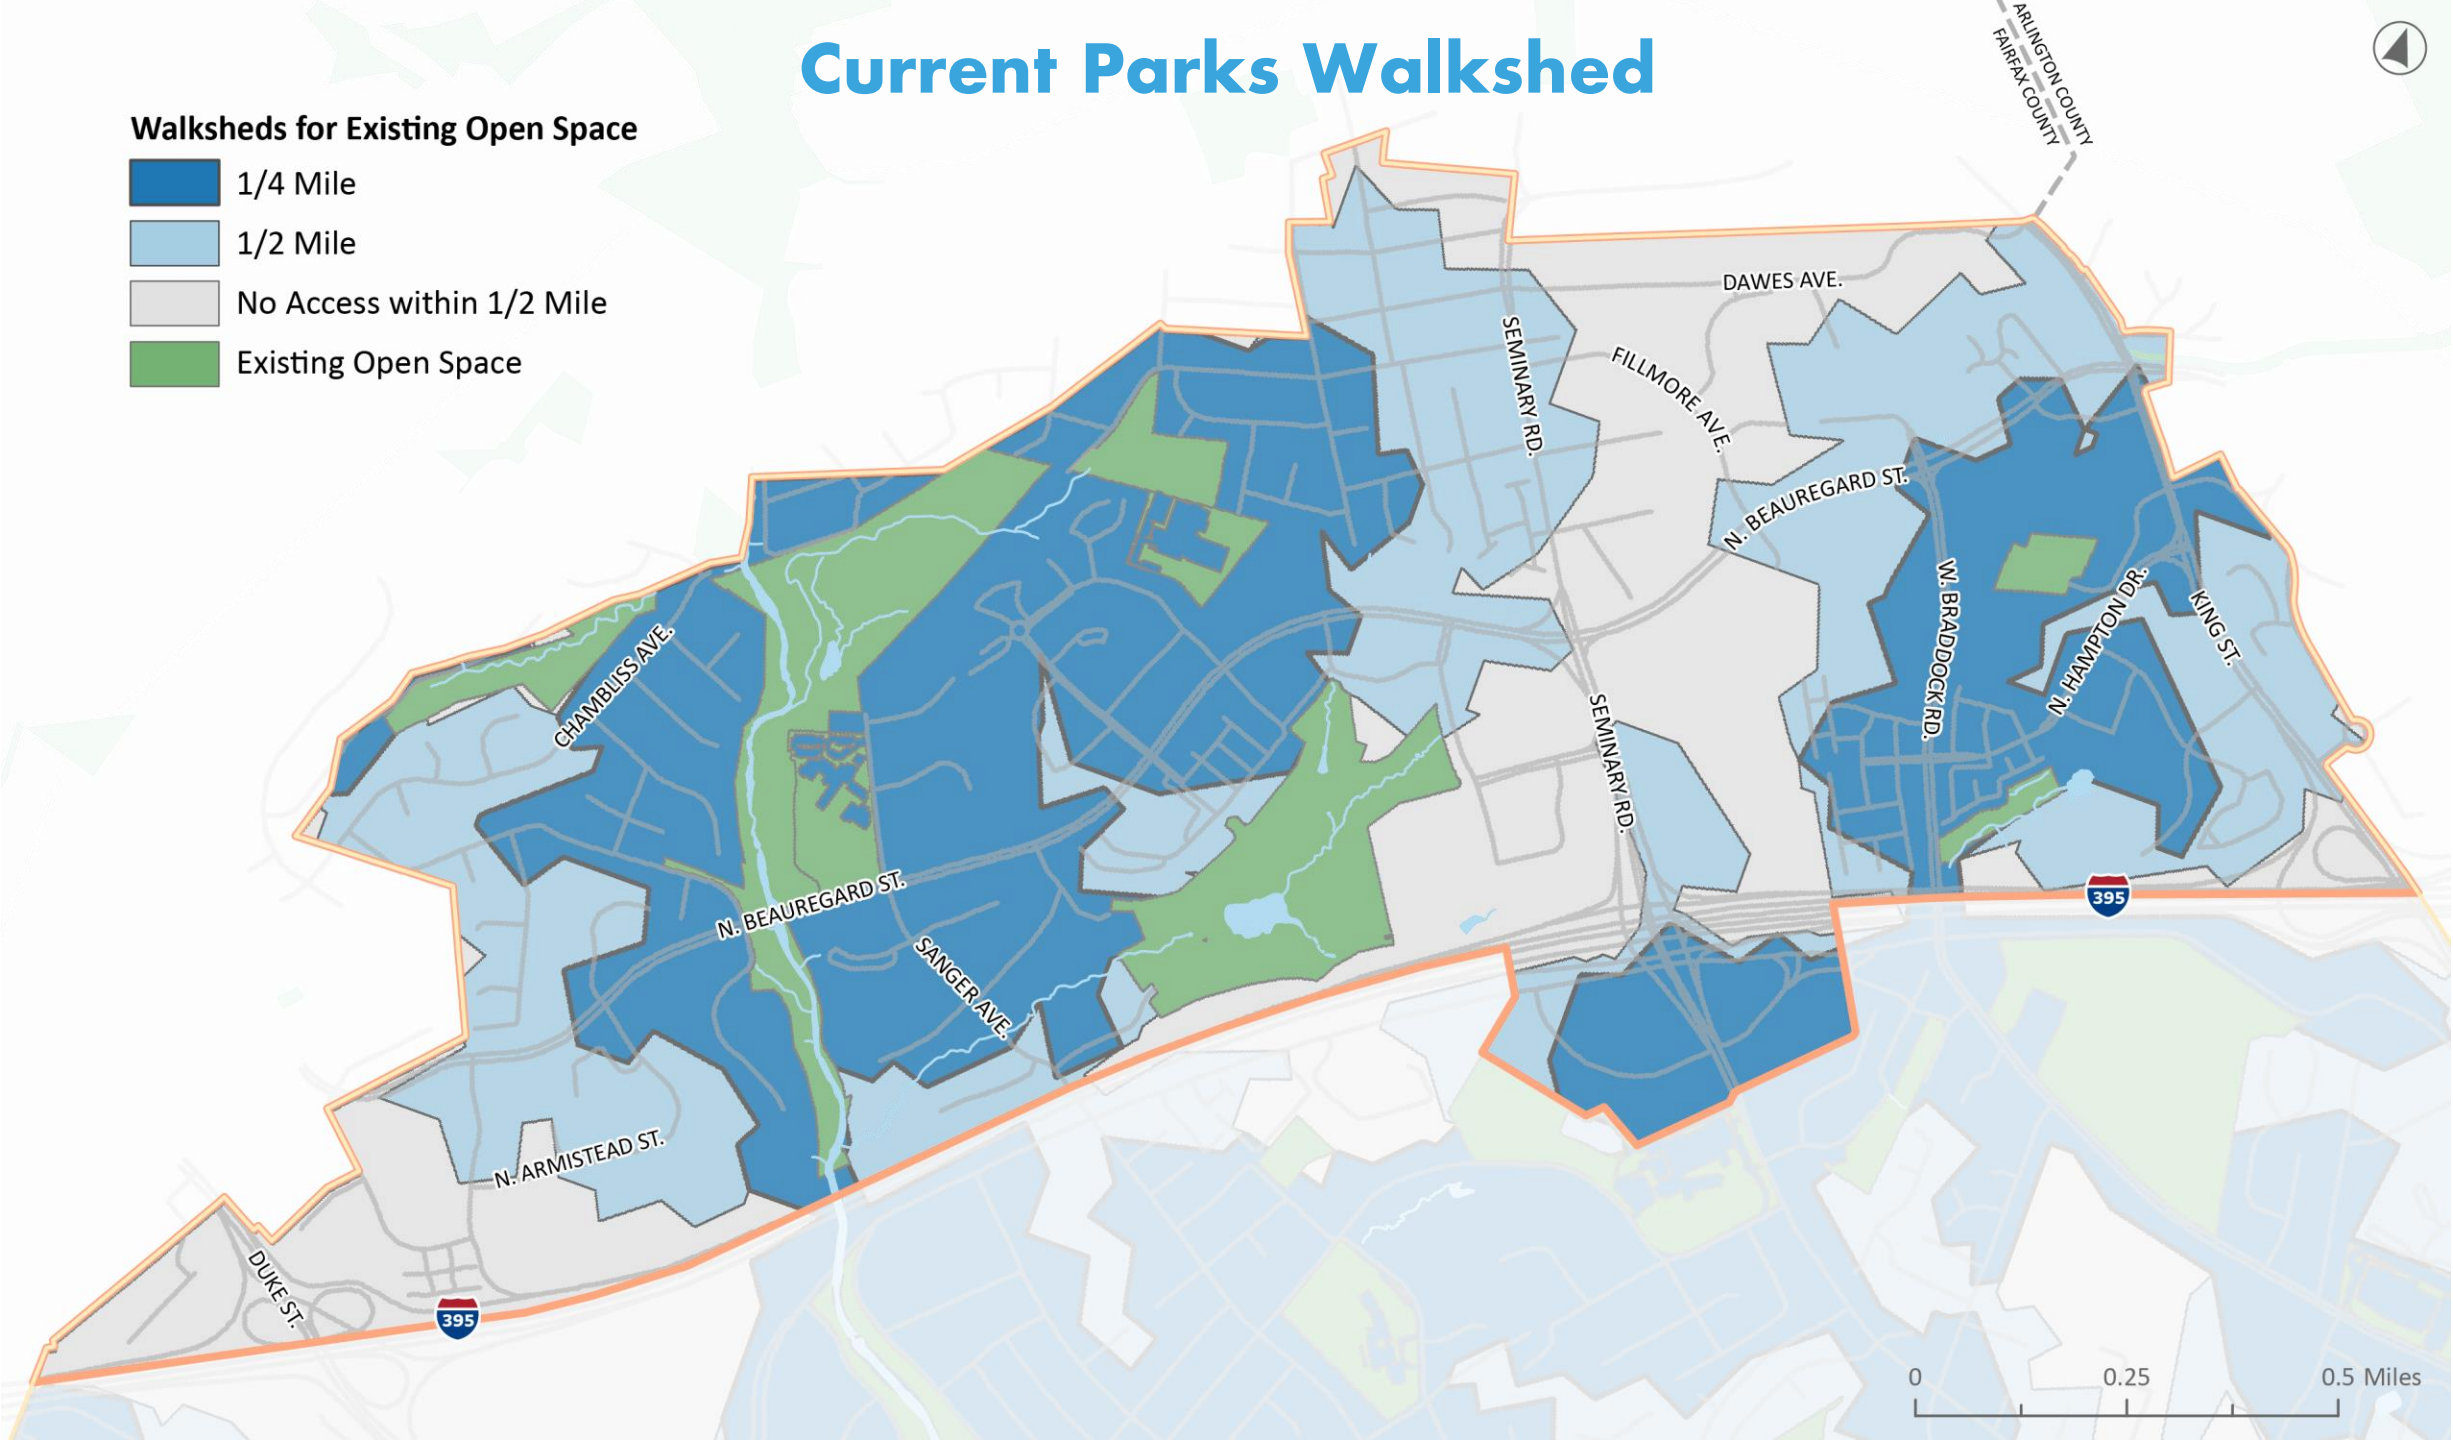 Current Parks Walkshed
Walksheds for Existing Open Space
1/4 Mile
1/2 Mile
No Access within 1/2 Mile
Existing Open Space
ARLINGTON COUNTY
FAIRFAX COUNTY
DAWES AVE.
SEMINARY RD.
FILLMORE AVE.
N. BEAUREGARD ST.
W. BRADDOCK RD.
N. HAMPTON DR.
KING ST.
CHAMBLISS AVE.
SEMINARY RD.
N. BEAUREGARD ST.
SANGER AVE.
395
N. ARMISTEAD ST.
DUKE ST.
395
0 0.25 0.5 Miles